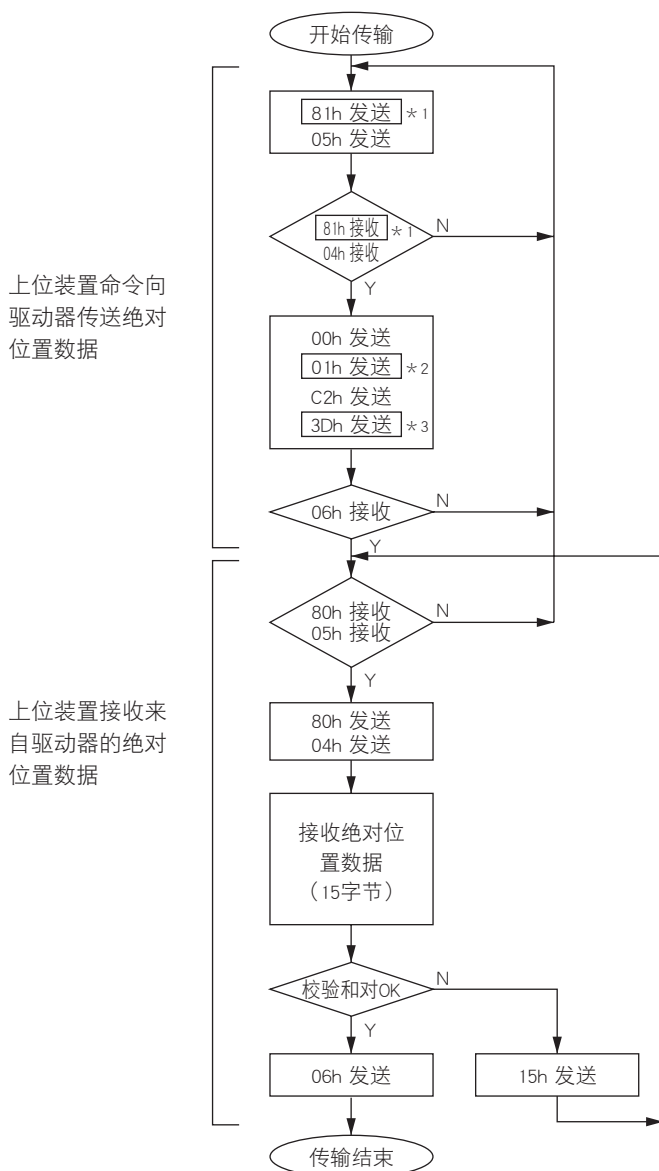 开始传输
81h 发送 *1
05h 发送
81h 接收 *1
04h 接收
N
Y
上位装置命令向
驱动器传送绝对
位置数据
00h 发送
01h 发送 *2
C2h 发送
3Dh 发送 *3
06h 接收
N
Y
80h 接收
05h 接收
N
Y
上位装置接收来
自驱动器的绝对
位置数据
80h 发送
04h 发送
接收绝对位
置数据
（15字节）
校验和对OK
N
Y
06h 发送
15h 发送
传输结束